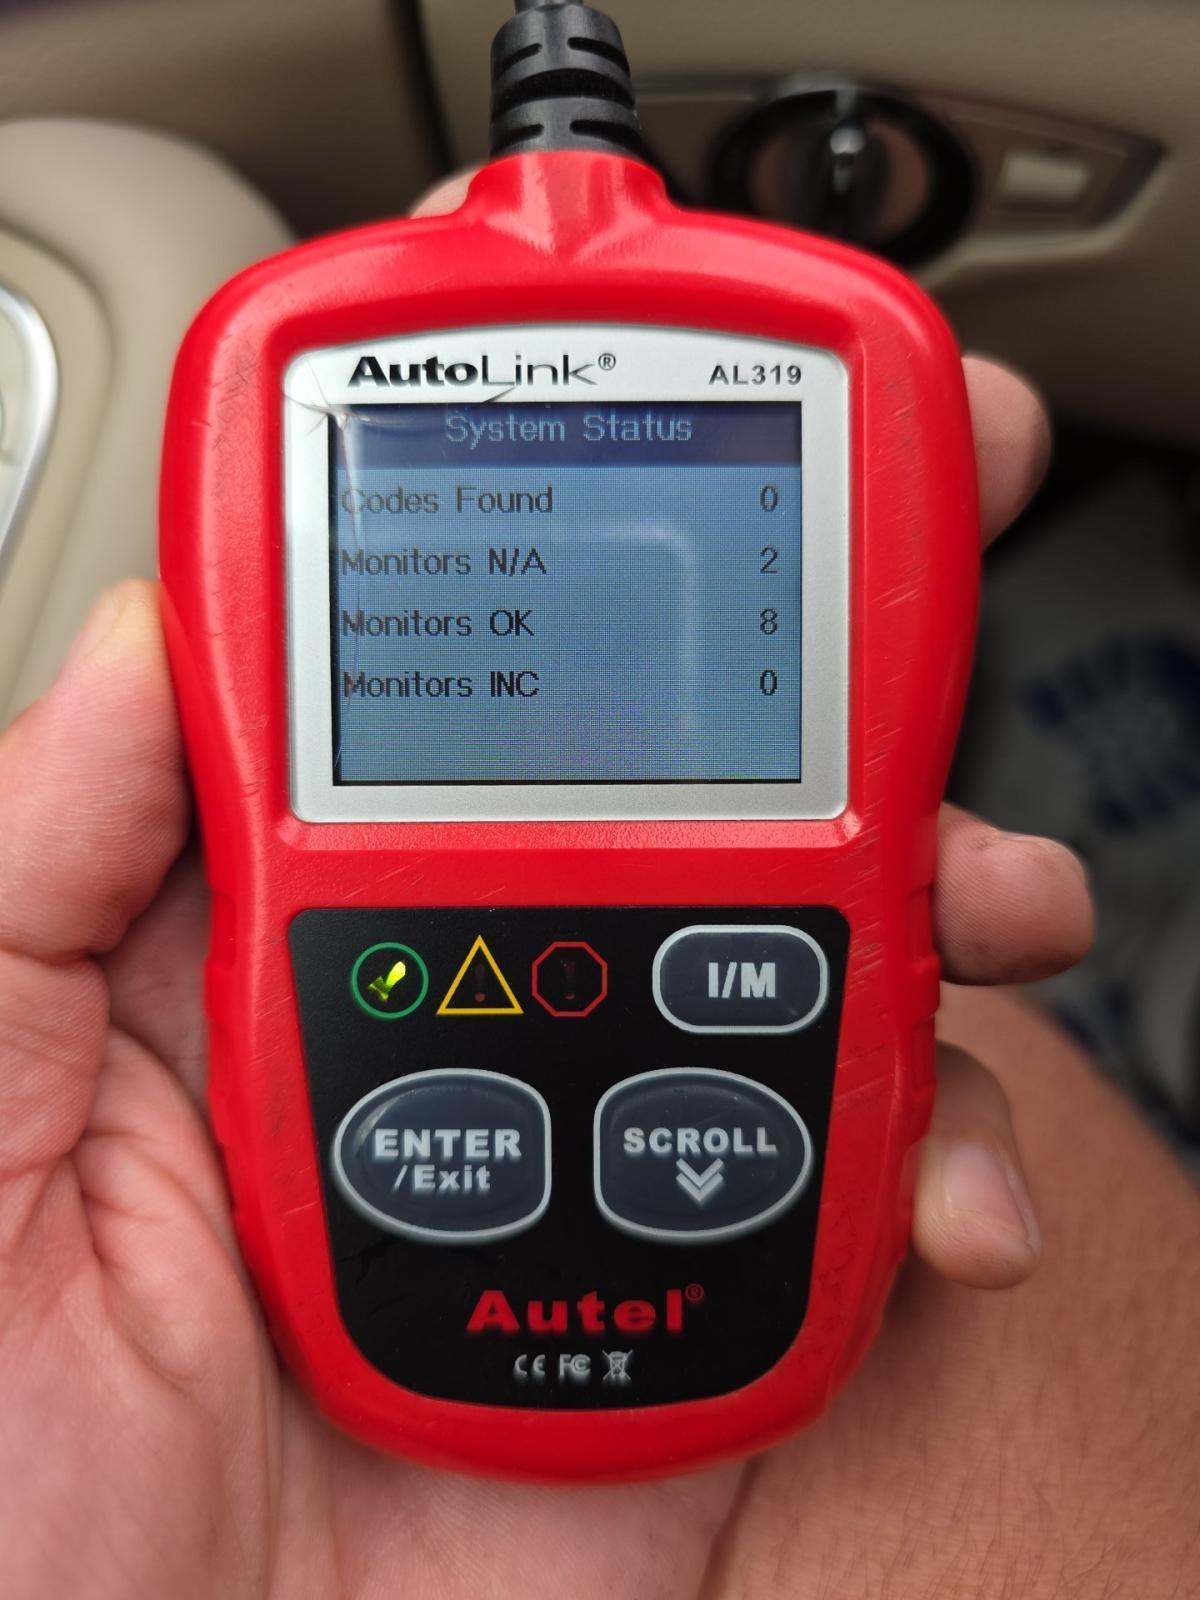 AutoLink® AL319
System Status
Codes Found 0
Monitors N/A 2
Monitors OK 8
Monitors INC 0
I/M
ENTER
/Exit
SCROLL
Autel®
CE FC